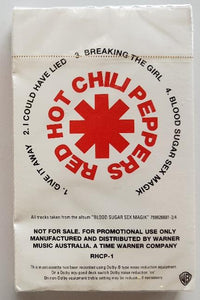 1. GIVE IT AWAY 2. I COULD HAVE LIED 3. BREAKING THE GIRL 4. BLOOD SUGAR SEX MAGIK
RED HOT CHILI PEPPERS
All tracks taken from the album "BLOOD SUGAR SEX MAGIK"
NOT FOR SALE. FOR PROMOTIONAL USE ONLY
MANUFACTURED AND DISTRIBUTED BY WARNER
MUSIC AUSTRALIA. A TIME WARNER COMPANY
RHCP-1